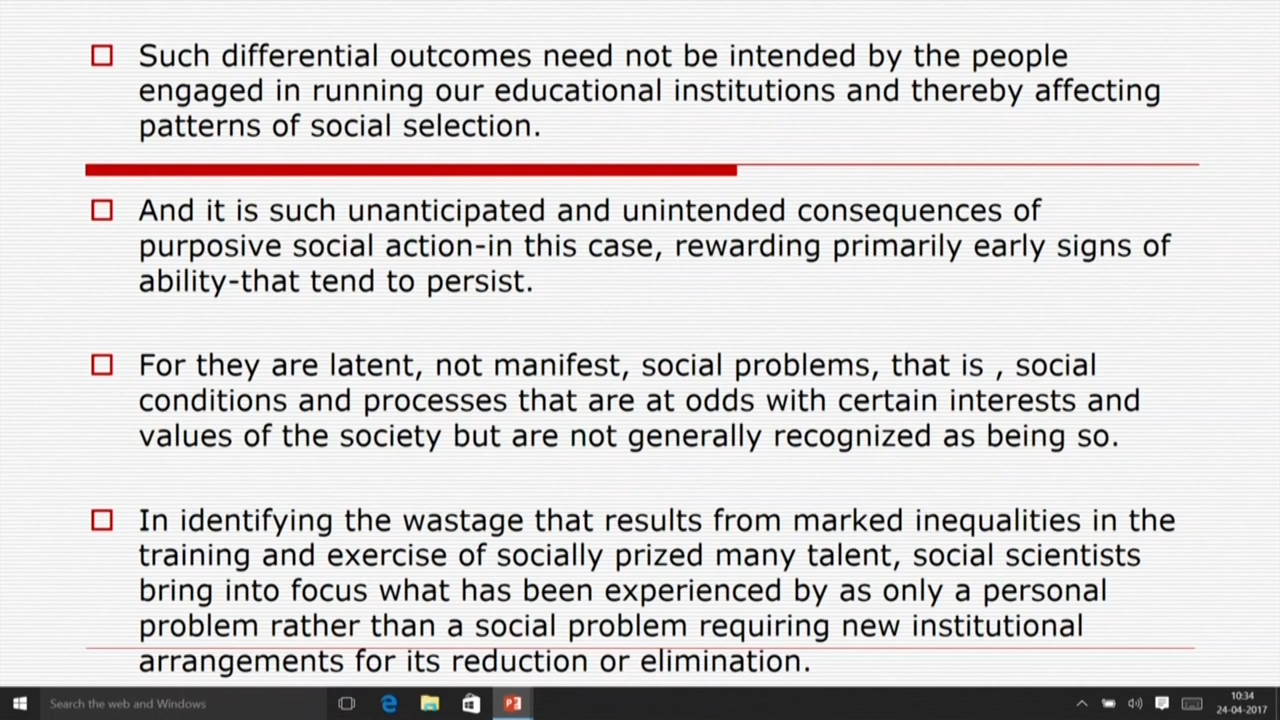 Such differential outcomes need not be intended by the people
engaged in running our educational institutions and thereby affecting
patterns of social selection.
And it is such unanticipated and unintended consequences of
purposive social action-in this case, rewarding primarily early signs of
ability-that tend to persist.
For they are latent, not manifest, social problems, that is , social
conditions and processes that are at odds with certain interests and
values of the society but are not generally recognized as being so.
In identifying the wastage that results from marked inequalities in the
training and exercise of socially prized many talent, social scientists
bring into focus what has been experienced by as only a personal
problem rather than a social problem requiring new institutional
arrangements for its reduction or elimination.
Search the web and Windows
10:34
24-04-2017